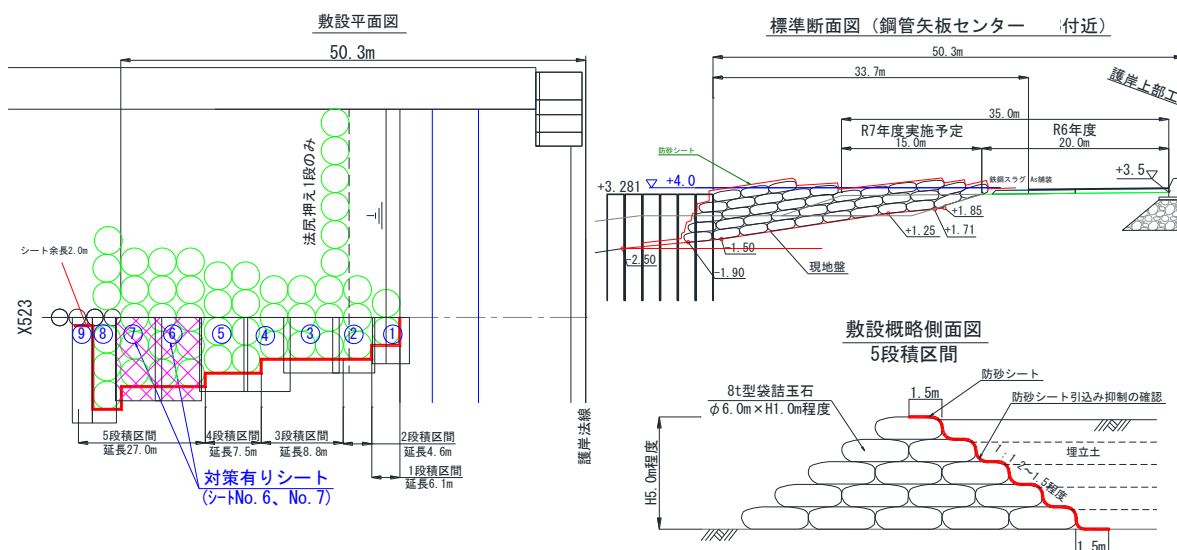 敷設平面図
50.3m
法尻押え1段のみ
シート余長2.0m
X523
⑨
⑧
⑦
⑥
⑤
④
③
②
①
5段積区間
延長27.0m
4段積区間
延長7.5m
3段積区間
延長8.8m
2段積区間
延長4.6m
1段積区間
延長6.1m
対策有りシート
(シートNo.6、No.7)
護岸法線
標準断面図(鋼管矢板センター
付近)
50.3m
33.7m
護岸上部工
35.0m
R7年度実施予定
15.0m
R6年度
20.0m
防砂シート
+3.281
+4.0
鉄鋼スラグ
As舗装
+3.5
+1.85
+1.71
+1.25
-1.50
-1.90
-2.50
現地盤
敷設概略側面図
5段積区間
8t型袋詰玉石
φ6.0m×H1.0m程度
1.5m
防砂シート
防砂シート引込み抑制の確認
埋立土
H5.0m程度
1:1.2~1.5程度
1.5m